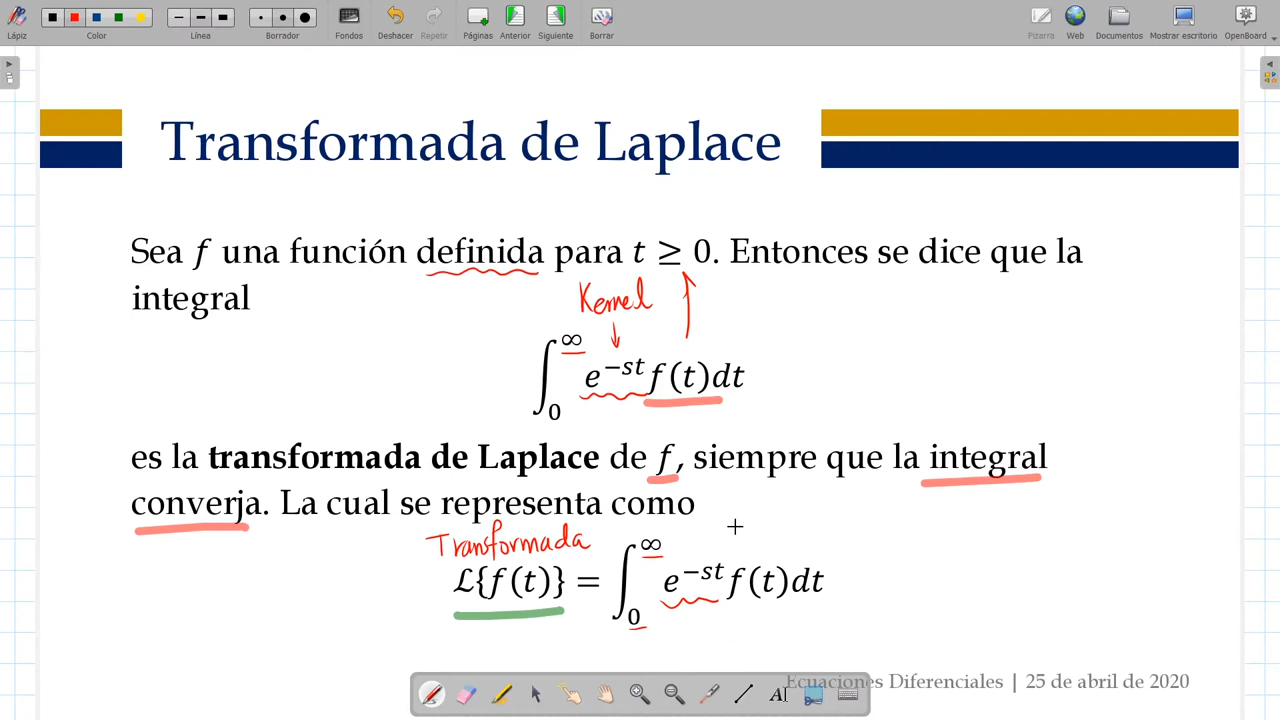 Lápiz Color Línea Borrador Fondos Deshacer Repetir Páginas Anterior Siguiente Borrar Pizarra Web Documentos Mostrar escritorio OpenBoard
Transformada de Laplace
Sea f una función definida para t ≥ 0. Entonces se dice que la
integral
Kernel
∫₀^∞ e^{−st} f(t)dt
es la transformada de Laplace de f, siempre que la integral
converja. La cual se representa como
Transformada
ℒ{f(t)} = ∫₀^∞ e^{−st} f(t)dt
Ecuaciones Diferenciales | 25 de abril de 2020